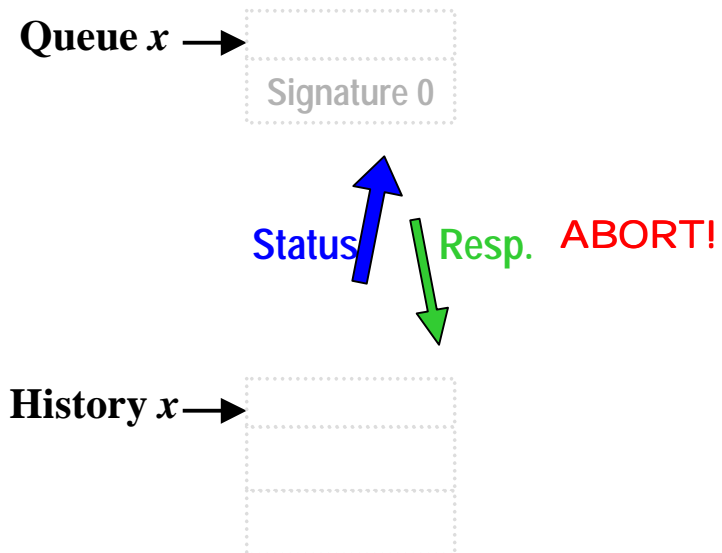 Queue x
Signature 0
Status
Resp.
ABORT!
History x